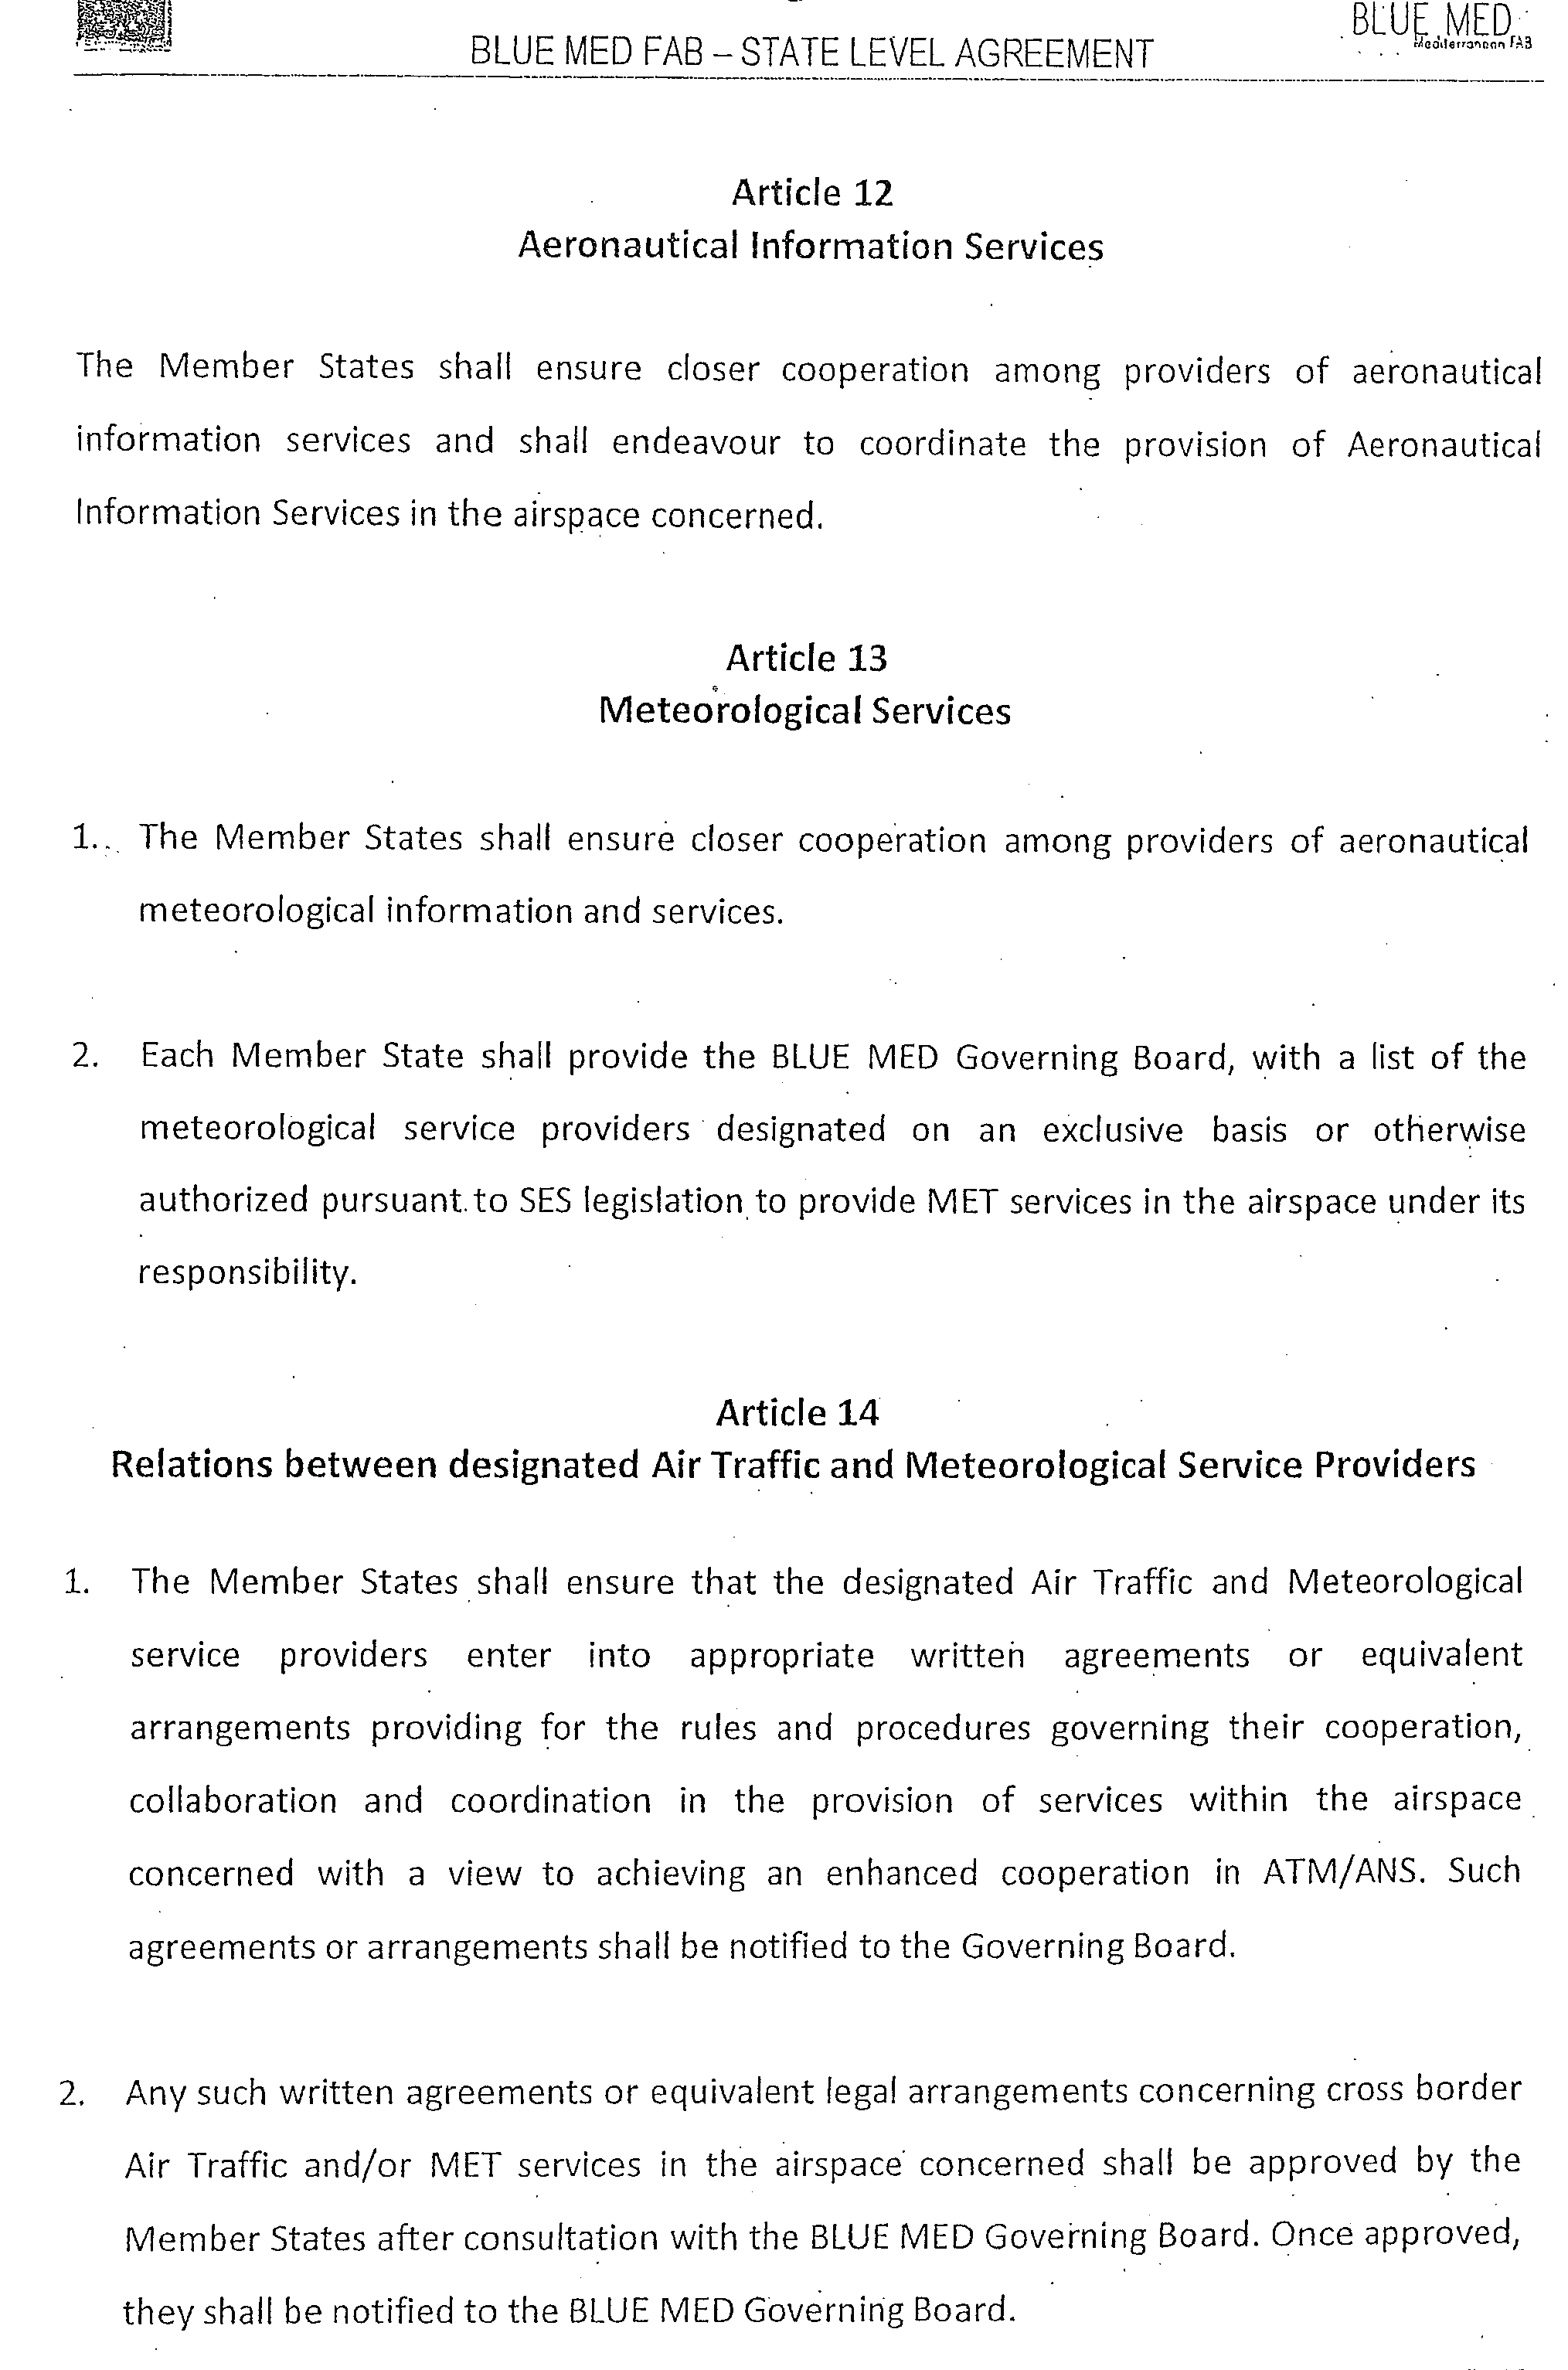 BLUE MED
Mediterranean FAB
BLUE MED FAB – STATE LEVEL AGREEMENT
Article 12
Aeronautical Information Services
The Member States shall ensure closer cooperation among providers of aeronautical
information services and shall endeavour to coordinate the provision of Aeronautical
Information Services in the airspace concerned.
Article 13
Meteorological Services
1. The Member States shall ensure closer cooperation among providers of aeronautical
meteorological information and services.
2. Each Member State shall provide the BLUE MED Governing Board, with a list of the
meteorological service providers designated on an exclusive basis or otherwise
authorized pursuant to SES legislation to provide MET services in the airspace under its
responsibility.
Article 14
Relations between designated Air Traffic and Meteorological Service Providers
1. The Member States shall ensure that the designated Air Traffic and Meteorological
service providers enter into appropriate written agreements or equivalent
arrangements providing for the rules and procedures governing their cooperation,
collaboration and coordination in the provision of services within the airspace
concerned with a view to achieving an enhanced cooperation in ATM/ANS. Such
agreements or arrangements shall be notified to the Governing Board.
2. Any such written agreements or equivalent legal arrangements concerning cross border
Air Traffic and/or MET services in the airspace concerned shall be approved by the
Member States after consultation with the BLUE MED Governing Board. Once approved,
they shall be notified to the BLUE MED Governing Board.